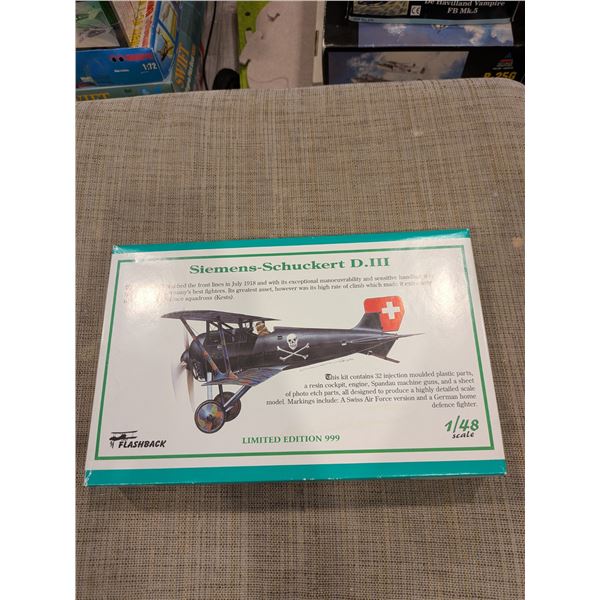 De Havilland Vampire
FB Mk.5
CE
1:72
P-35G
Siemens-Schuckert D.III
the front lines in July 1918 and with its exceptional manoeuvrability and sensitive
best fighters. Its greatest asset, however was its high rate of climb which made it
squadrons (Kests).
This kit contains 32 injection moulded plastic parts,
a resin cockpit, engine, Spandau machine guns, and a sheet
of photo etch parts, all designed to produce a highly detailed scale
model. Markings include: A Swiss Air Force version and a German home
defence fighter.
1/48
scale
FLASHBACK
LIMITED EDITION 999